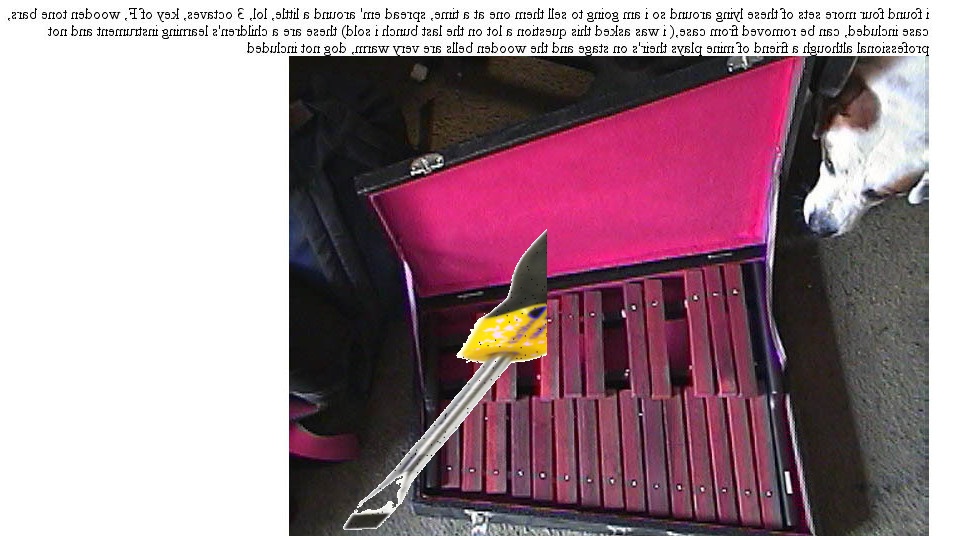 i found four more sets of these lying around so i am going to sell them one at a time, spread em' around a little, lol, 3 octaves, key of F, wooden tone bars,
case included, can be removed from case,( i was asked this question a lot on the last bunch i sold) these are a children's learning instrument and not
professional although a friend of mine plays their's on stage and the wooden bells are very warm, dog not included